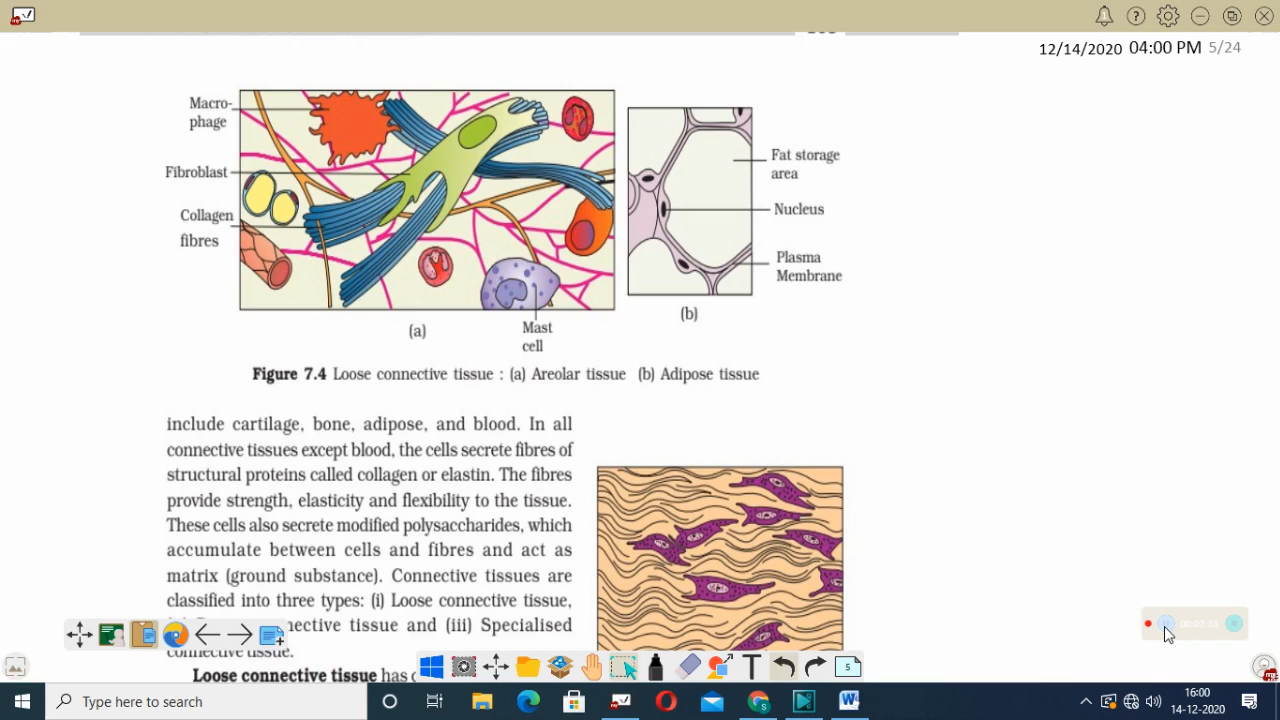 12/14/2020 04:00 PM 5/24
Macro-
phage
Fibroblast
Collagen
fibres
Mast
cell
(a)
Fat storage
area
Nucleus
Plasma
Membrane
(b)
Figure 7.4 Loose connective tissue : (a) Areolar tissue (b) Adipose tissue
include cartilage, bone, adipose, and blood. In all
connective tissues except blood, the cells secrete fibres of
structural proteins called collagen or elastin. The fibres
provide strength, elasticity and flexibility to the tissue.
These cells also secrete modified polysaccharides, which
accumulate between cells and fibres and act as
matrix (ground substance). Connective tissues are
classified into three types: (i) Loose connective tissue,
nective tissue and (iii) Specialised
connective tissue.
Loose connective tissue has
T
5
Type here to search
16:00
14-12-2020